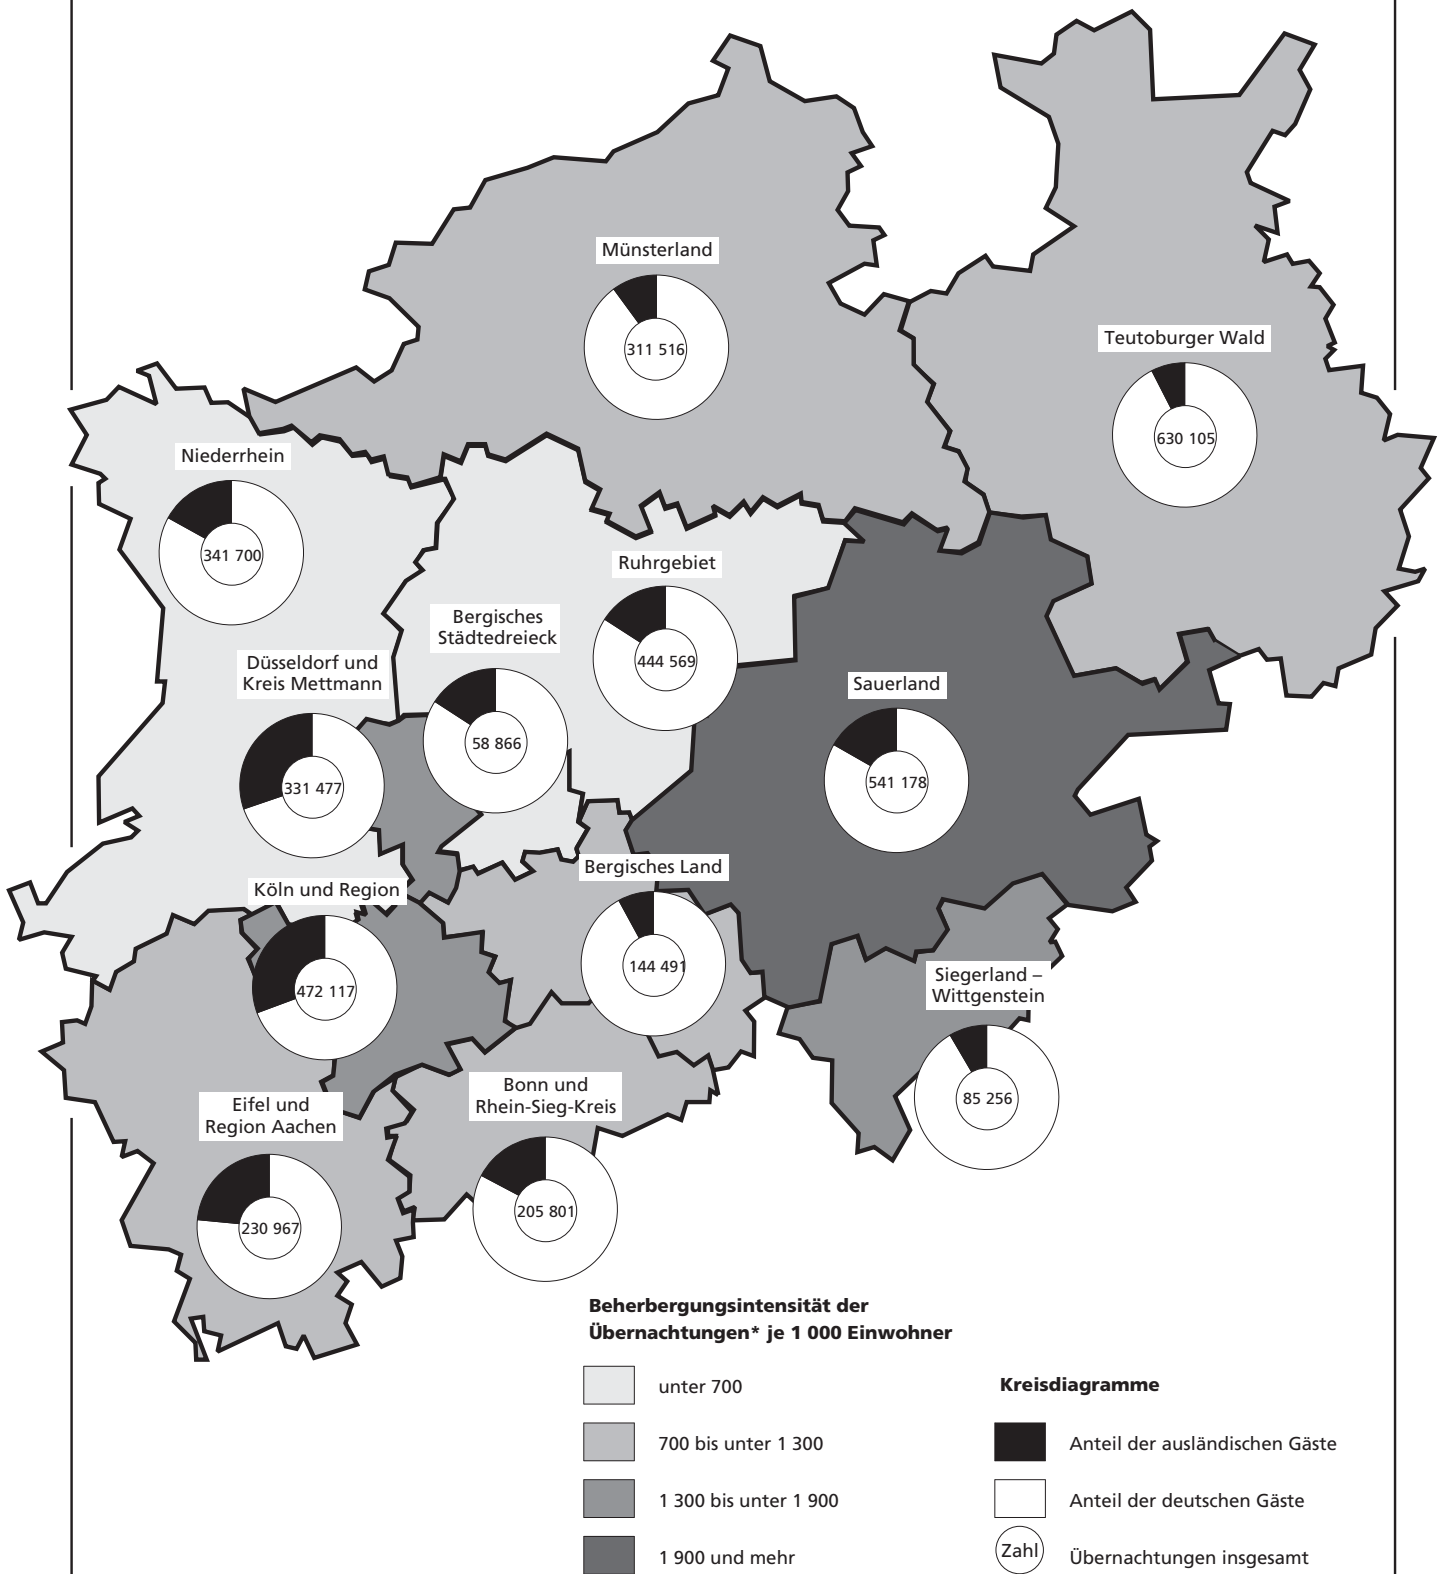 Münsterland
311 516
Teutoburger Wald
630 105
Niederrhein
341 700
Ruhrgebiet
444 569
Bergisches
Städtedreieck
58 866
Düsseldorf und
Kreis Mettmann
331 477
Sauerland
541 178
Bergisches Land
144 491
Köln und Region
472 117
Siegerland –
Wittgenstein
85 256
Bonn und
Rhein-Sieg-Kreis
205 801
Eifel und
Region Aachen
230 967
Beherbergungsintensität der
Übernachtungen* je 1 000 Einwohner
unter 700
700 bis unter 1 300
1 300 bis unter 1 900
1 900 und mehr
Kreisdiagramme
Anteil der ausländischen Gäste
Anteil der deutschen Gäste
Zahl
Übernachtungen insgesamt